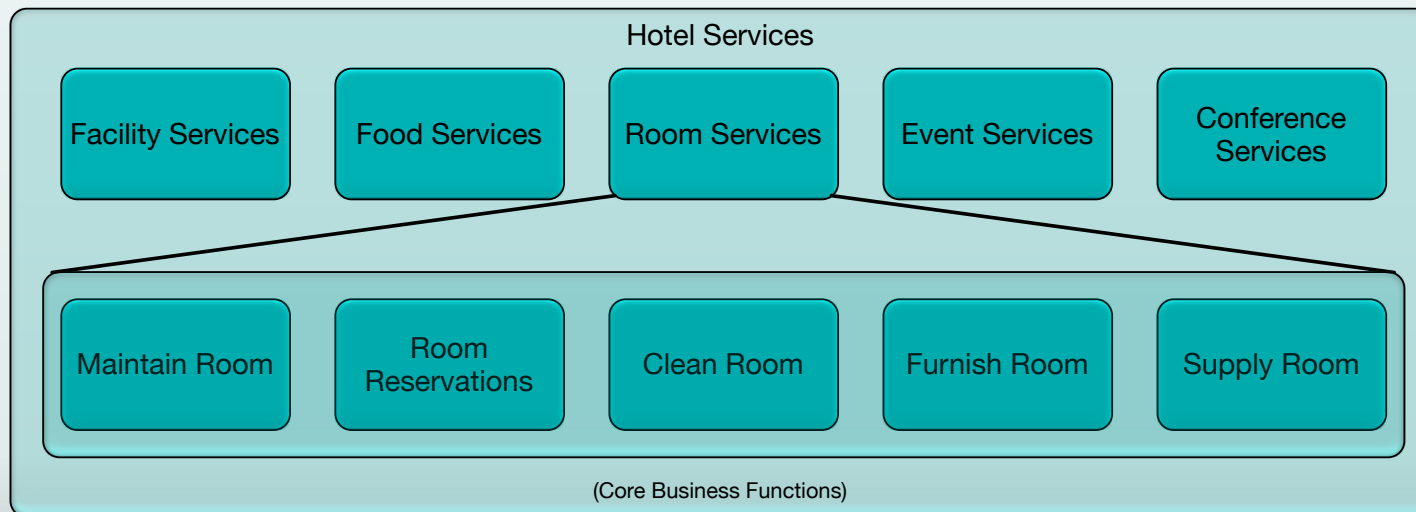 Hotel Services
Facility Services
Food Services
Room Services
Event Services
Conference
Services
Maintain Room
Room
Reservations
Clean Room
Furnish Room
Supply Room
(Core Business Functions)